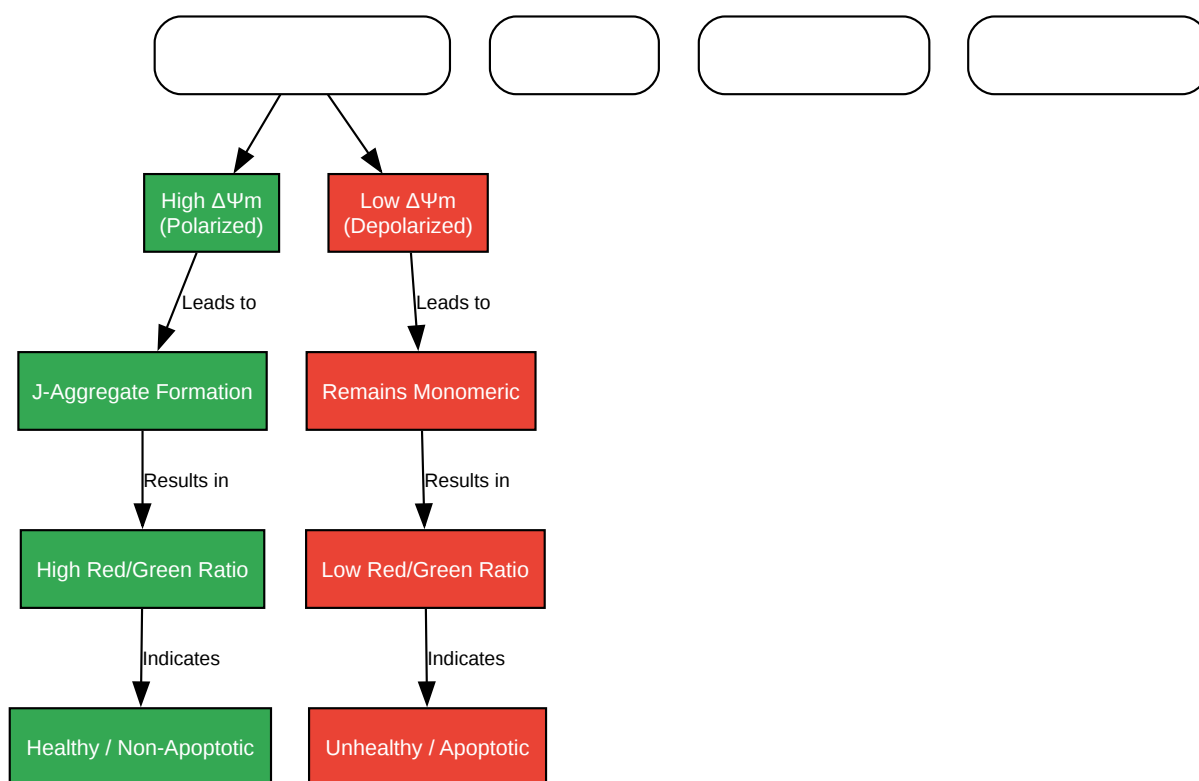 High ΔΨm
(Polarized)
Low ΔΨm
(Depolarized)
Leads to
Leads to
J-Aggregate Formation
Remains Monomeric
Results in
Results in
High Red/Green Ratio
Low Red/Green Ratio
Indicates
Indicates
Healthy / Non-Apoptotic
Unhealthy / Apoptotic